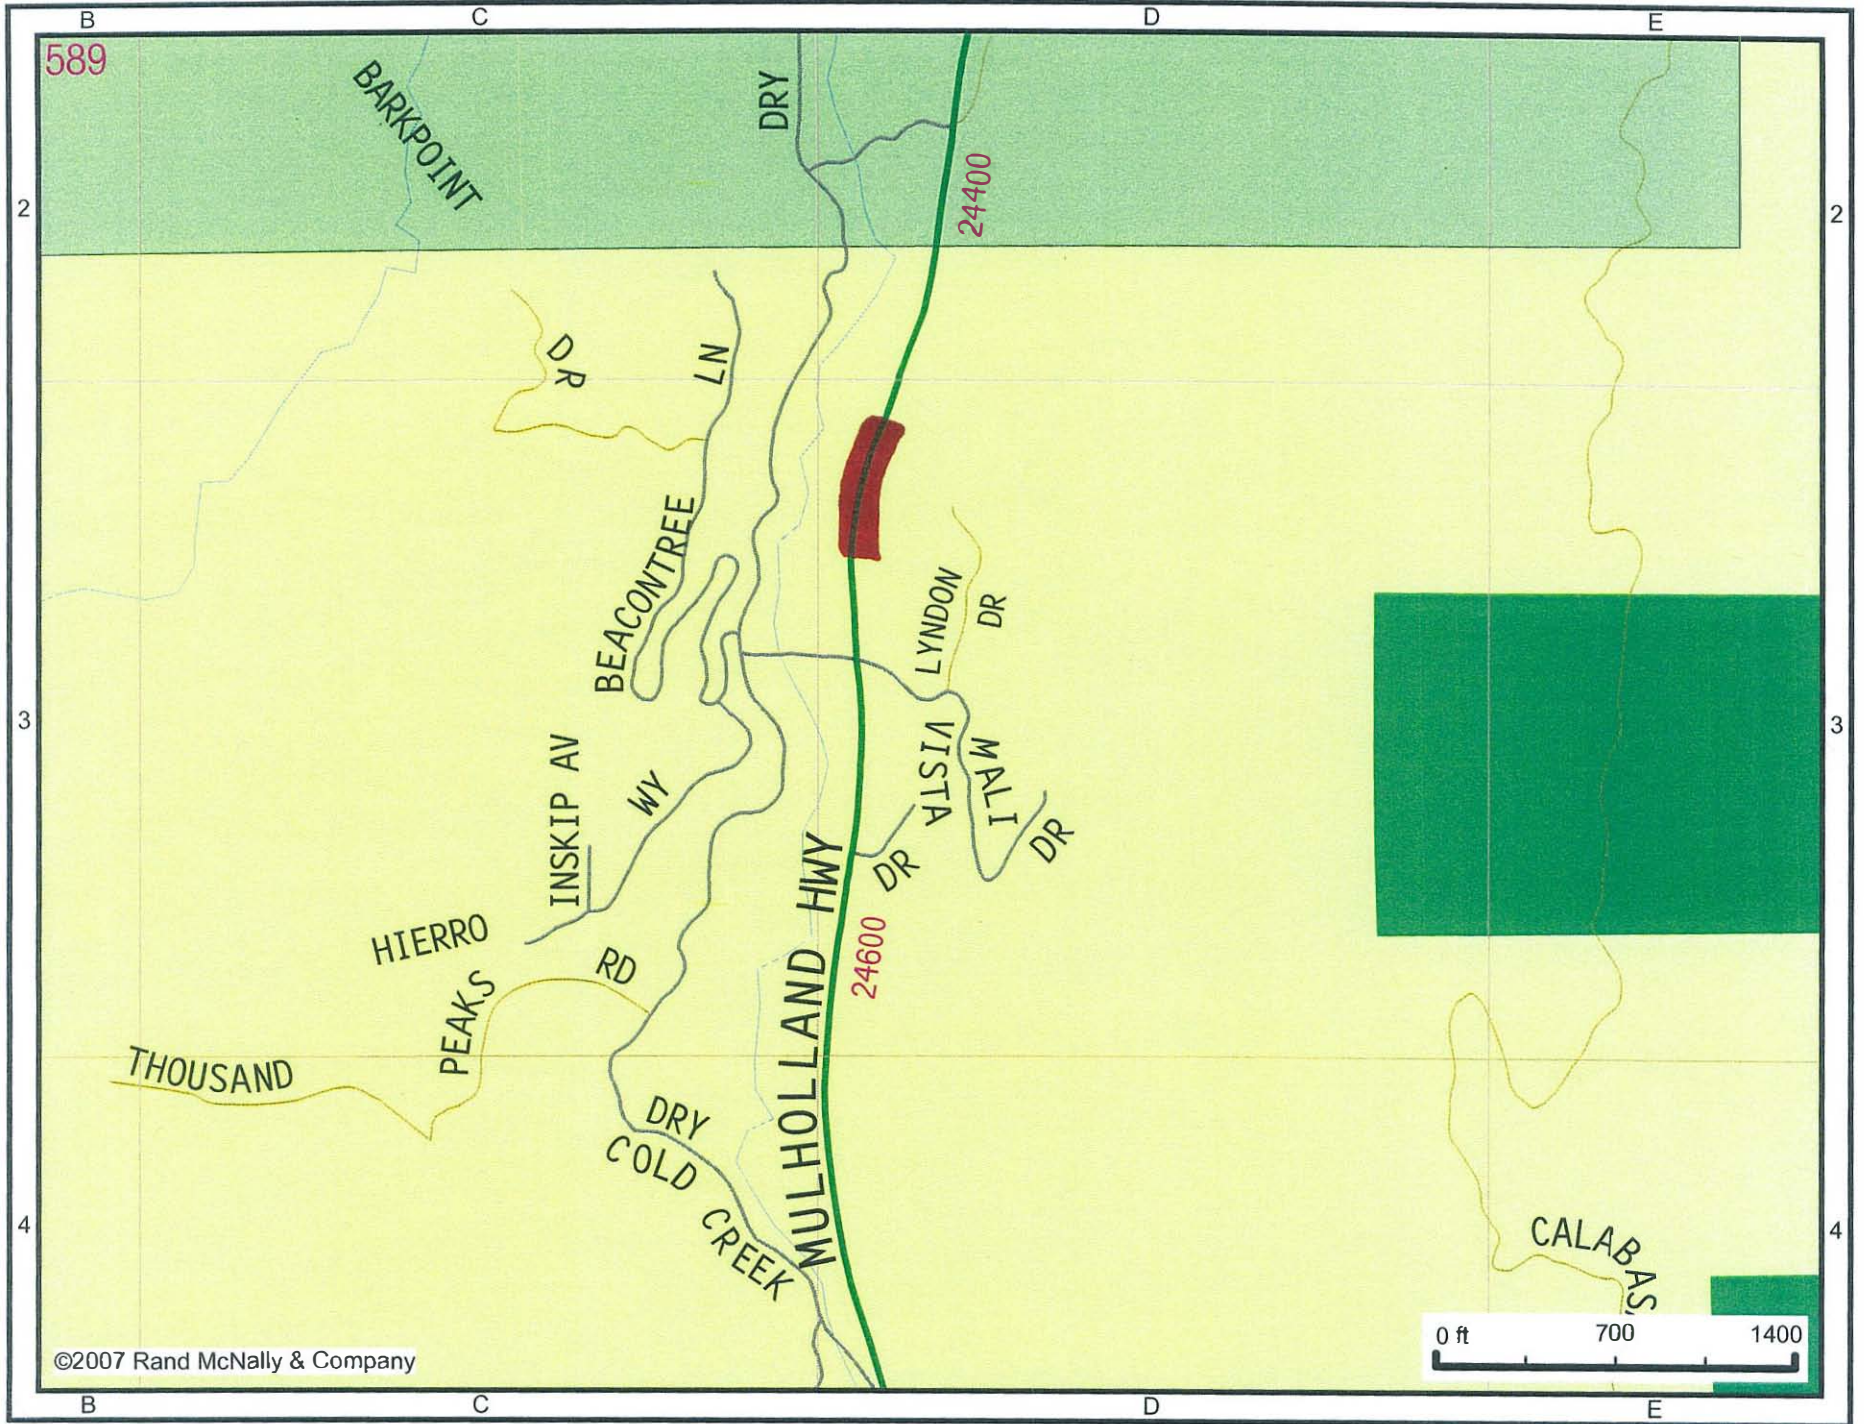 B C D E
589
BARKPOINT
DRY
24400
2 2
DR
LN
BEACONTREE
LYNDON
DR
3 3
INSKIP AV
WY
VISTA
MALI
DR
DR
HIERRO
MULHOLLAND HWY
24600
PEAKS
RD
THOUSAND
DRY
COLD
CREEK
4 4
CALABAS
0 ft 700 1400
©2007 Rand McNally & Company
B C D E